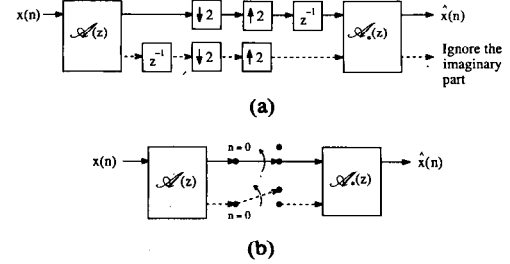 x(n) 𝒜(z) ↓2 ↑2 z⁻¹ 𝒜*(z) x̂(n)
z⁻¹ ↓2 ↑2 Ignore the
imaginary
part
(a)
n=0
x(n) 𝒜(z) 𝒜*(z) x̂(n)
n=0
(b)